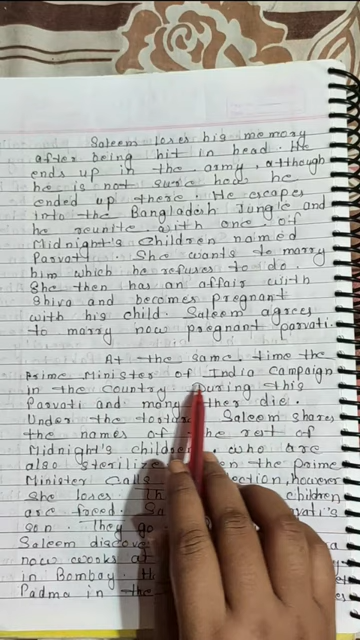 Saleem loses his memory
after being hit in head. He
ends up in the army, although
he is not sure how he
ended up there. He escapes
into the Bangladesh Jungle and
he reunite with one of
Midnight's Children named
Parvati. She wants to marry
him which he refuses to do.
She then has an affair with
Shiva and becomes pregnant
with his child. Saleem agrees
to marry now pregnant parvati.
At the same time the
Prime Minister of India campaign
in the country. During this
Parvati and many other die.
Under the torture Saleem shares
the names of the rest of
Midnight's children who are
also sterilize the prime
Minister calls election, however
She loses. children
are freed. Parvati's
son. They go
Saleem
now works at
in Bombay.
Padma in the